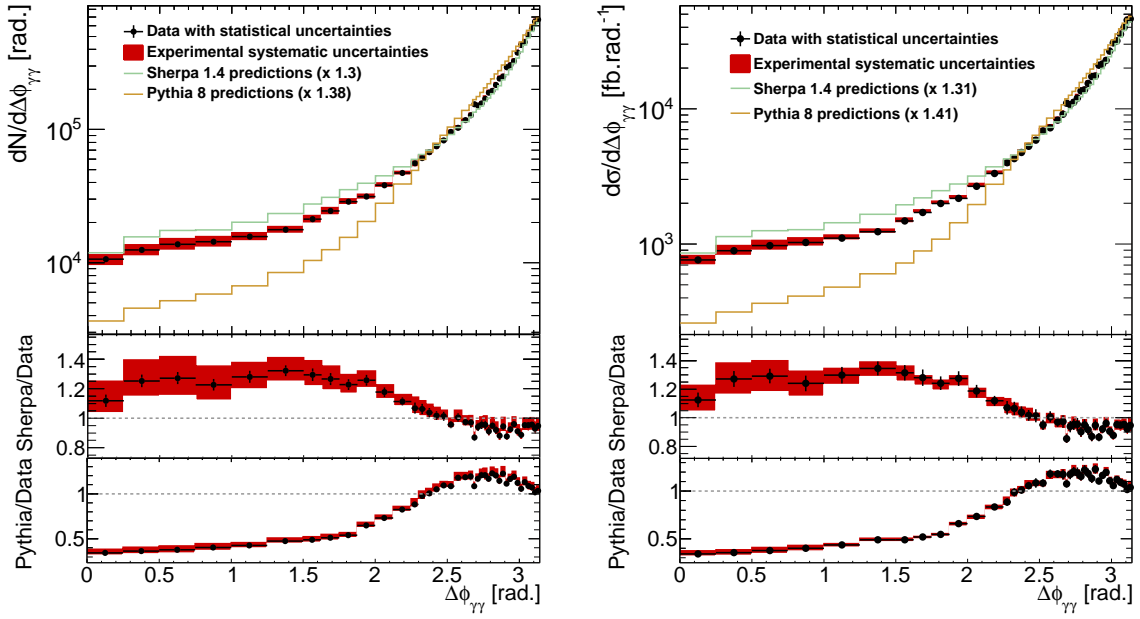 dN/dΔϕγγ [rad.]
Data with statistical uncertainties
Experimental systematic uncertainties
Sherpa 1.4 predictions (x 1.3)
Pythia 8 predictions (x 1.38)
10^5
10^4
Sherpa/Data
1.4
1.2
1
0.8
Pythia/Data
1
0.5
0 0.5 1 1.5 2 2.5 3
Δϕγγ [rad.]
dσ/dΔϕγγ [fb.rad.^-1]
Data with statistical uncertainties
Experimental systematic uncertainties
Sherpa 1.4 predictions (x 1.31)
Pythia 8 predictions (x 1.41)
10^4
10^3
Sherpa/Data
1.4
1.2
1
0.8
Pythia/Data
1
0.5
0 0.5 1 1.5 2 2.5 3
Δϕγγ [rad.]